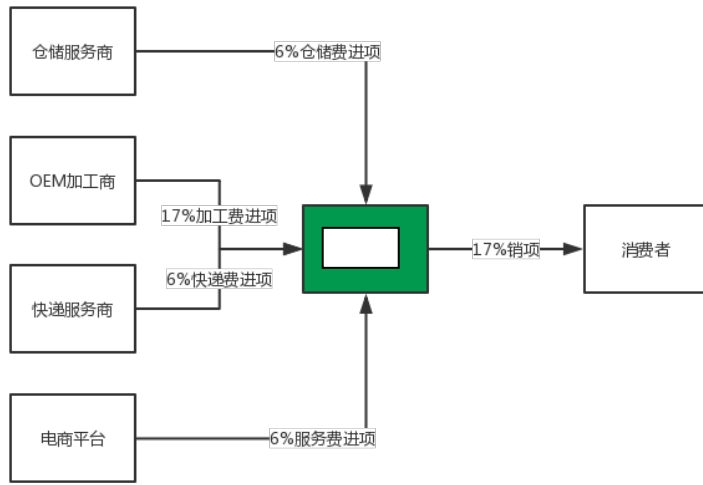 仓储服务商
6%仓储费进项
OEM加工商
17%加工费进项
17%销项
消费者
6%快递费进项
快递服务商
电商平台
6%服务费进项